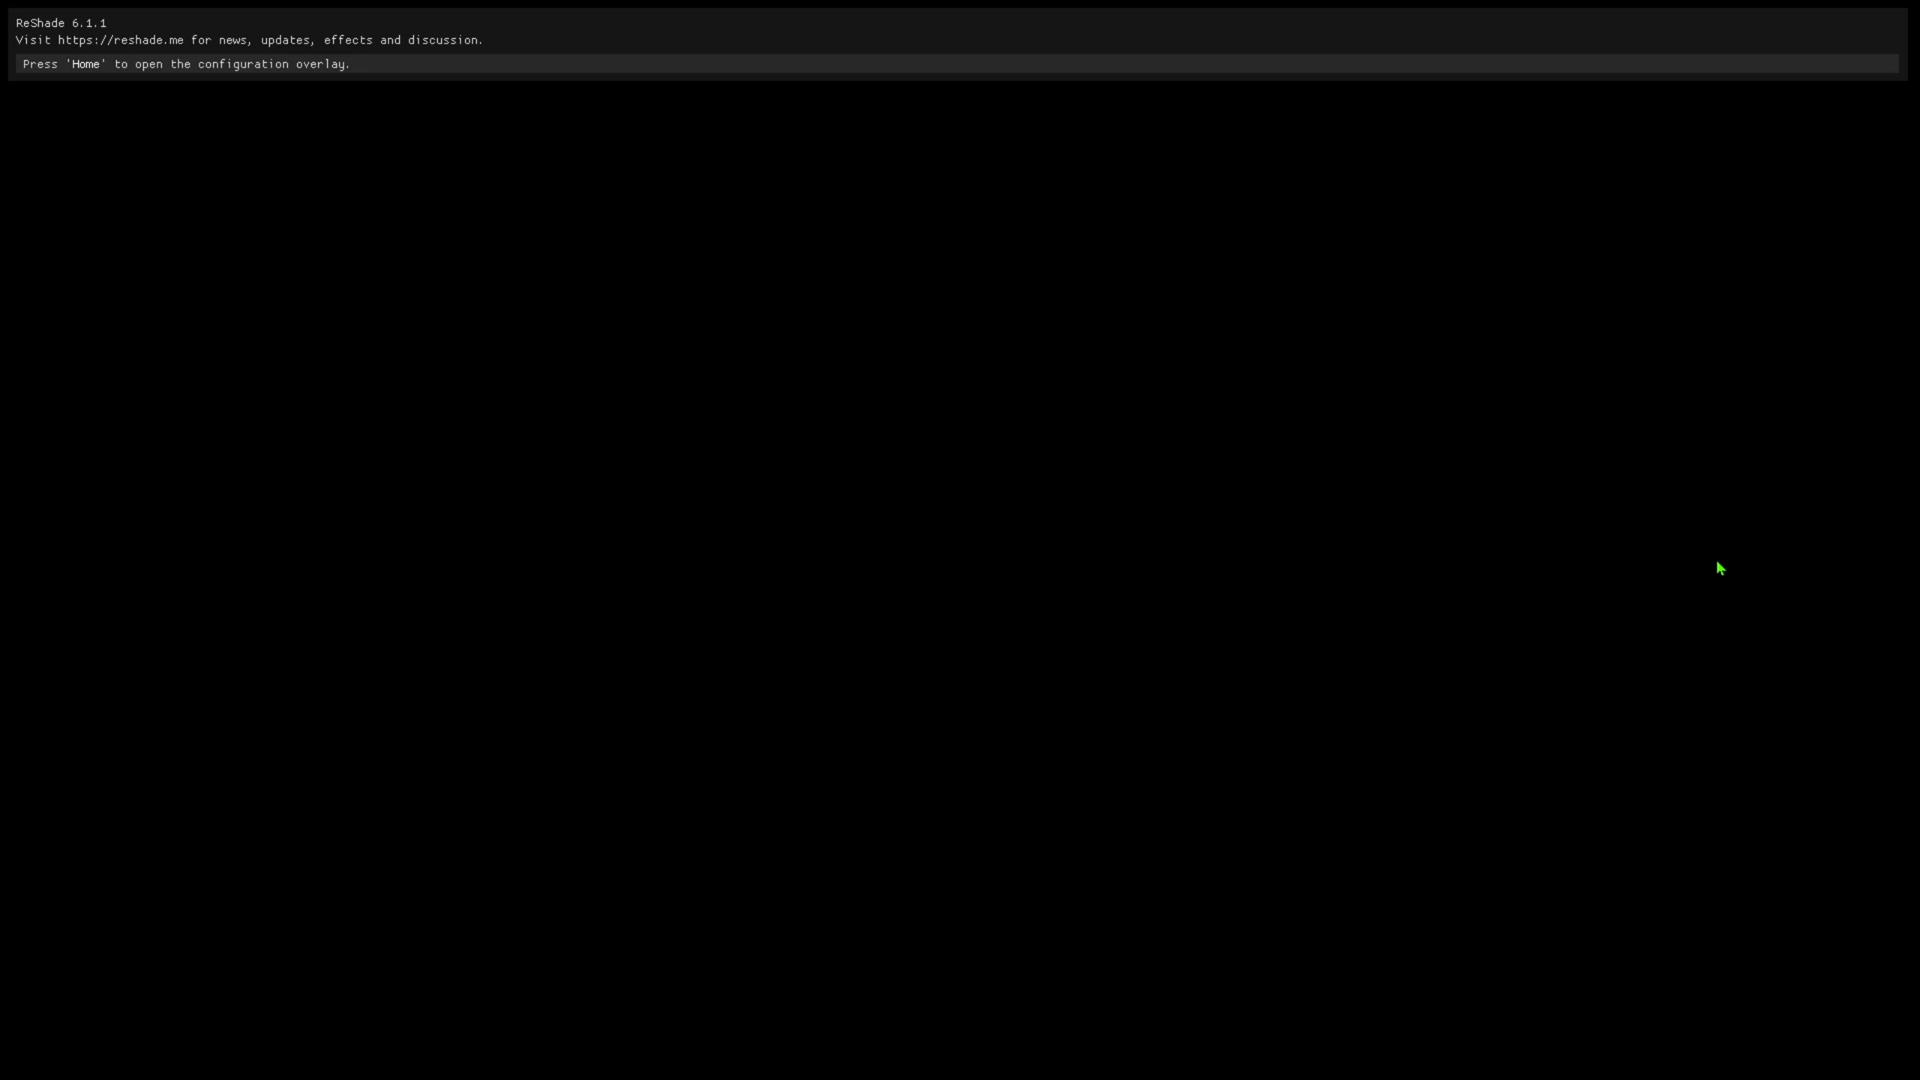 ReShade 6.1.1
Visit https://reshade.me for news, updates, effects and discussion.
Press 'Home' to open the configuration overlay.